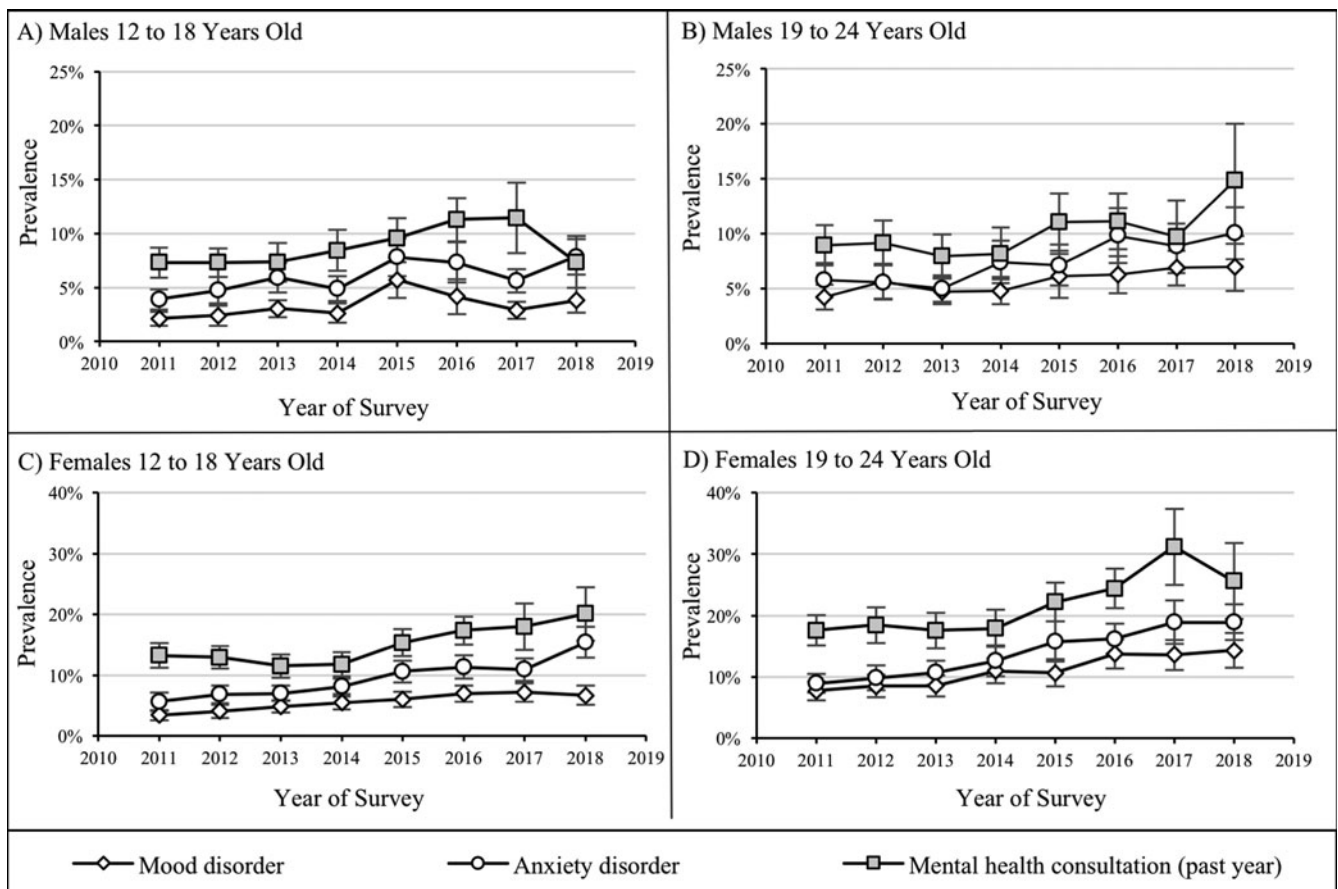 A) Males 12 to 18 Years Old
25%
20%
15%
10%
5%
0%
Prevalence
2010 2011 2012 2013 2014 2015 2016 2017 2018 2019
Year of Survey
B) Males 19 to 24 Years Old
25%
20%
15%
10%
5%
0%
Prevalence
2010 2011 2012 2013 2014 2015 2016 2017 2018 2019
Year of Survey
C) Females 12 to 18 Years Old
40%
30%
20%
10%
0%
Prevalence
2010 2011 2012 2013 2014 2015 2016 2017 2018 2019
Year of Survey
D) Females 19 to 24 Years Old
40%
30%
20%
10%
0%
Prevalence
2010 2011 2012 2013 2014 2015 2016 2017 2018 2019
Year of Survey
Mood disorder Anxiety disorder Mental health consultation (past year)